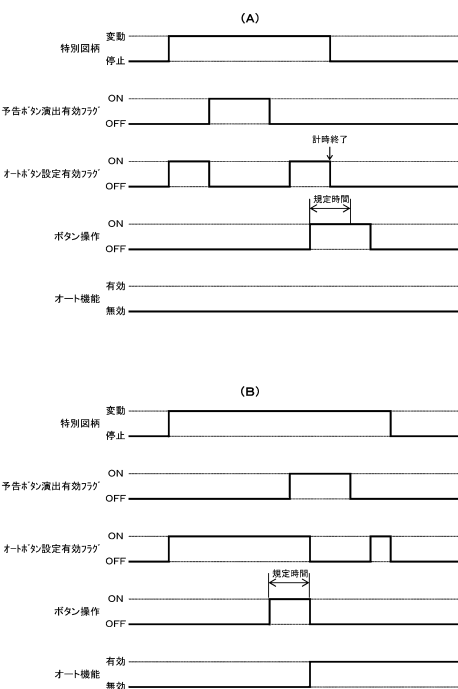 (A)
変動
特別図柄
停止
ON
予告ﾎﾞﾀﾝ演出有効ﾌﾗｸﾞ
OFF
計時終了
ON
ｵｰﾄﾎﾞﾀﾝ設定有効ﾌﾗｸﾞ
OFF
規定時間
ON
ボタン操作
OFF
有効
オート機能
無効
(B)
変動
特別図柄
停止
ON
予告ﾎﾞﾀﾝ演出有効ﾌﾗｸﾞ
OFF
ON
ｵｰﾄﾎﾞﾀﾝ設定有効ﾌﾗｸﾞ
OFF
規定時間
ON
ボタン操作
OFF
有効
オート機能
無効